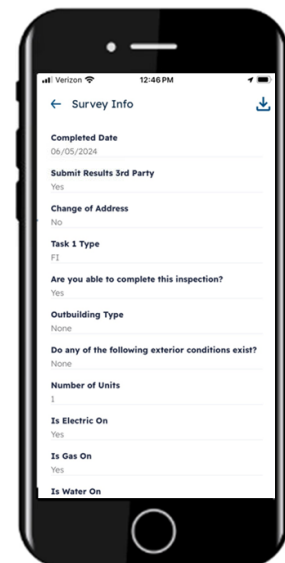 Verizon 12:46 PM
← Survey Info
Completed Date
06/05/2024
Submit Results 3rd Party
Yes
Change of Address
No
Task 1 Type
FI
Are you able to complete this inspection?
Yes
Outbuilding Type
None
Do any of the following exterior conditions exist?
None
Number of Units
1
Is Electric On
Yes
Is Gas On
Yes
Is Water On